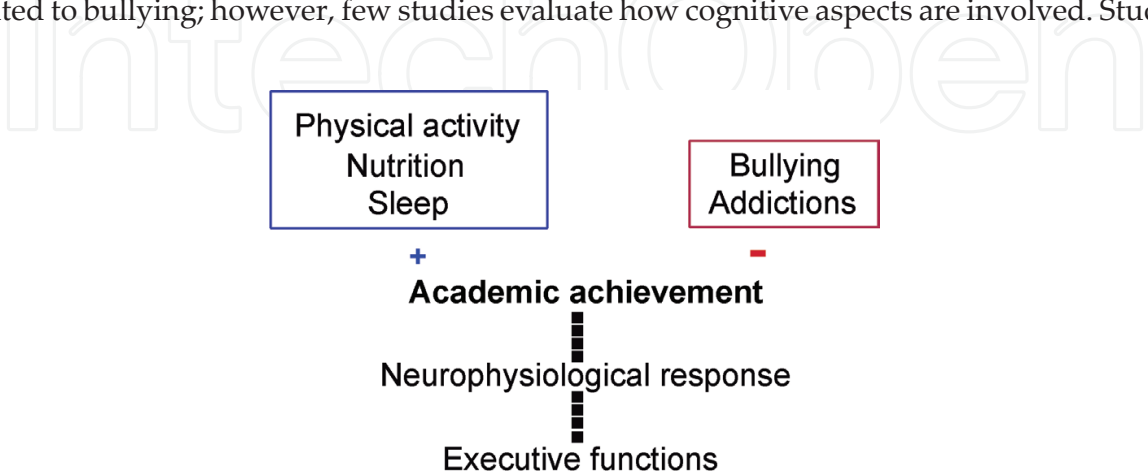 ted to bullying; however, few studies evaluate how cognitive aspects are involved. Stu
IntechOpen
Physical activity
Nutrition
Sleep
Bullying
Addictions
+
-
Academic achievement
Neurophysiological response
Executive functions